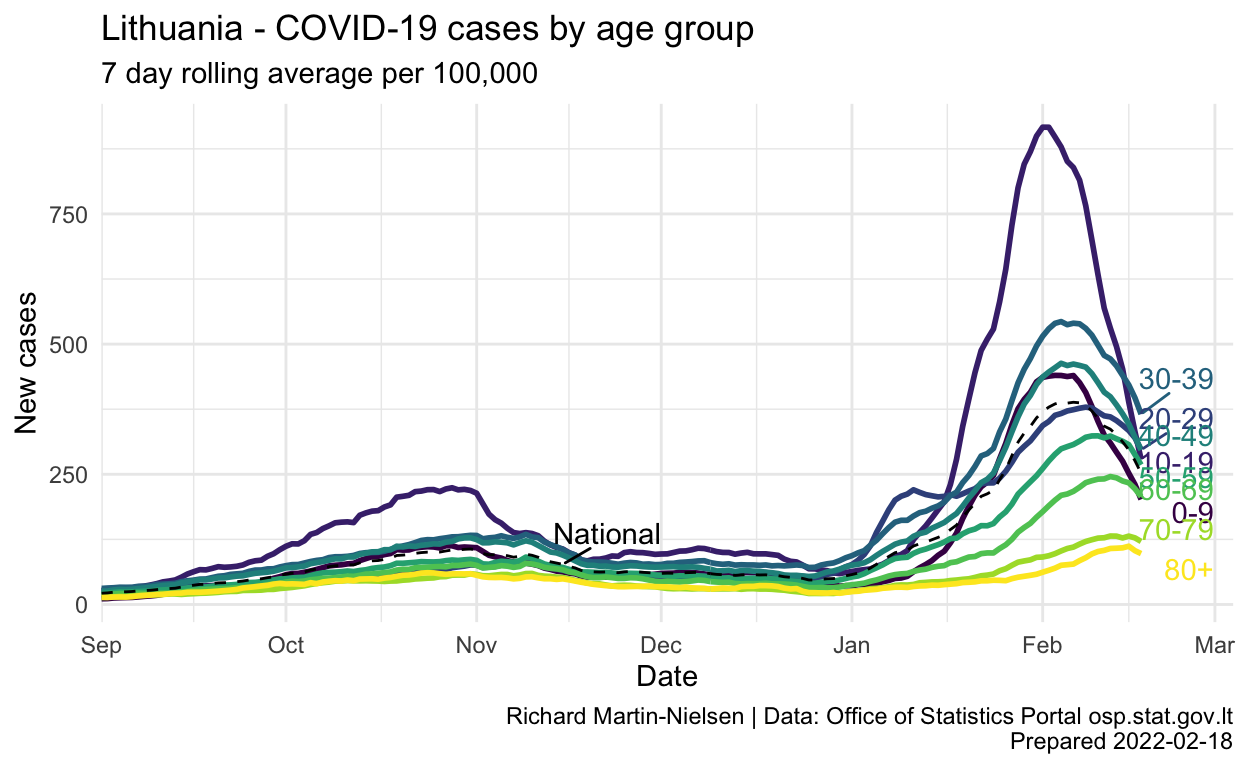 Lithuania - COVID-19 cases by age group
7 day rolling average per 100,000
New cases
750
500
250
0
National
30-39
20-29
40-49
10-19
50-59
60-69
0-9
70-79
80+
Sep
Oct
Nov
Dec
Jan
Feb
Mar
Date
Richard Martin-Nielsen | Data: Office of Statistics Portal osp.stat.gov.lt
Prepared 2022-02-18